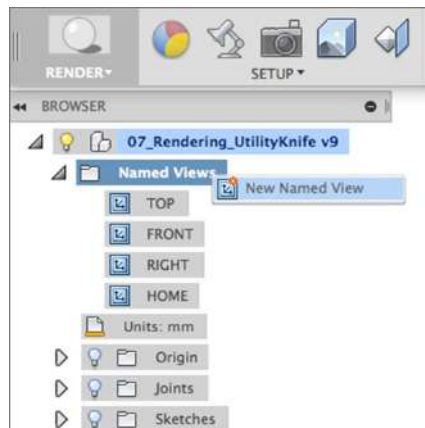 RENDER
SETUP
BROWSER
07_Rendering_UtilityKnife v9
Named Views
New Named View
TOP
FRONT
RIGHT
HOME
Units: mm
Origin
Joints
Sketches